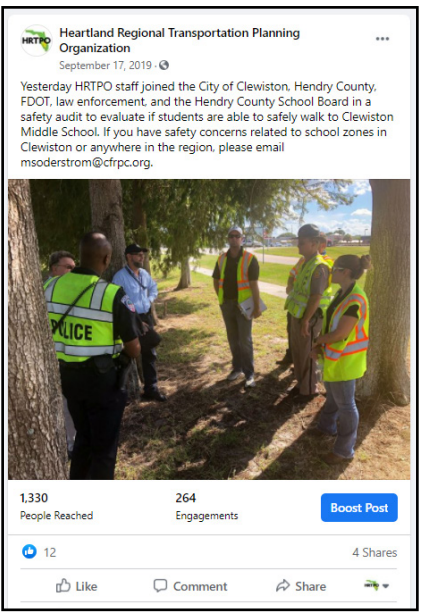 HRTPO
Heartland Regional Transportation Planning
Organization
September 17, 2019 ·
Yesterday HRTPO staff joined the City of Clewiston, Hendry County,
FDOT, law enforcement, and the Hendry County School Board in a
safety audit to evaluate if students are able to safely walk to Clewiston
Middle School. If you have safety concerns related to school zones in
Clewiston or anywhere in the region, please email
msoderstrom@cfrpc.org.
POLICE
1,330
People Reached
264
Engagements
Boost Post
12
4 Shares
Like
Comment
Share